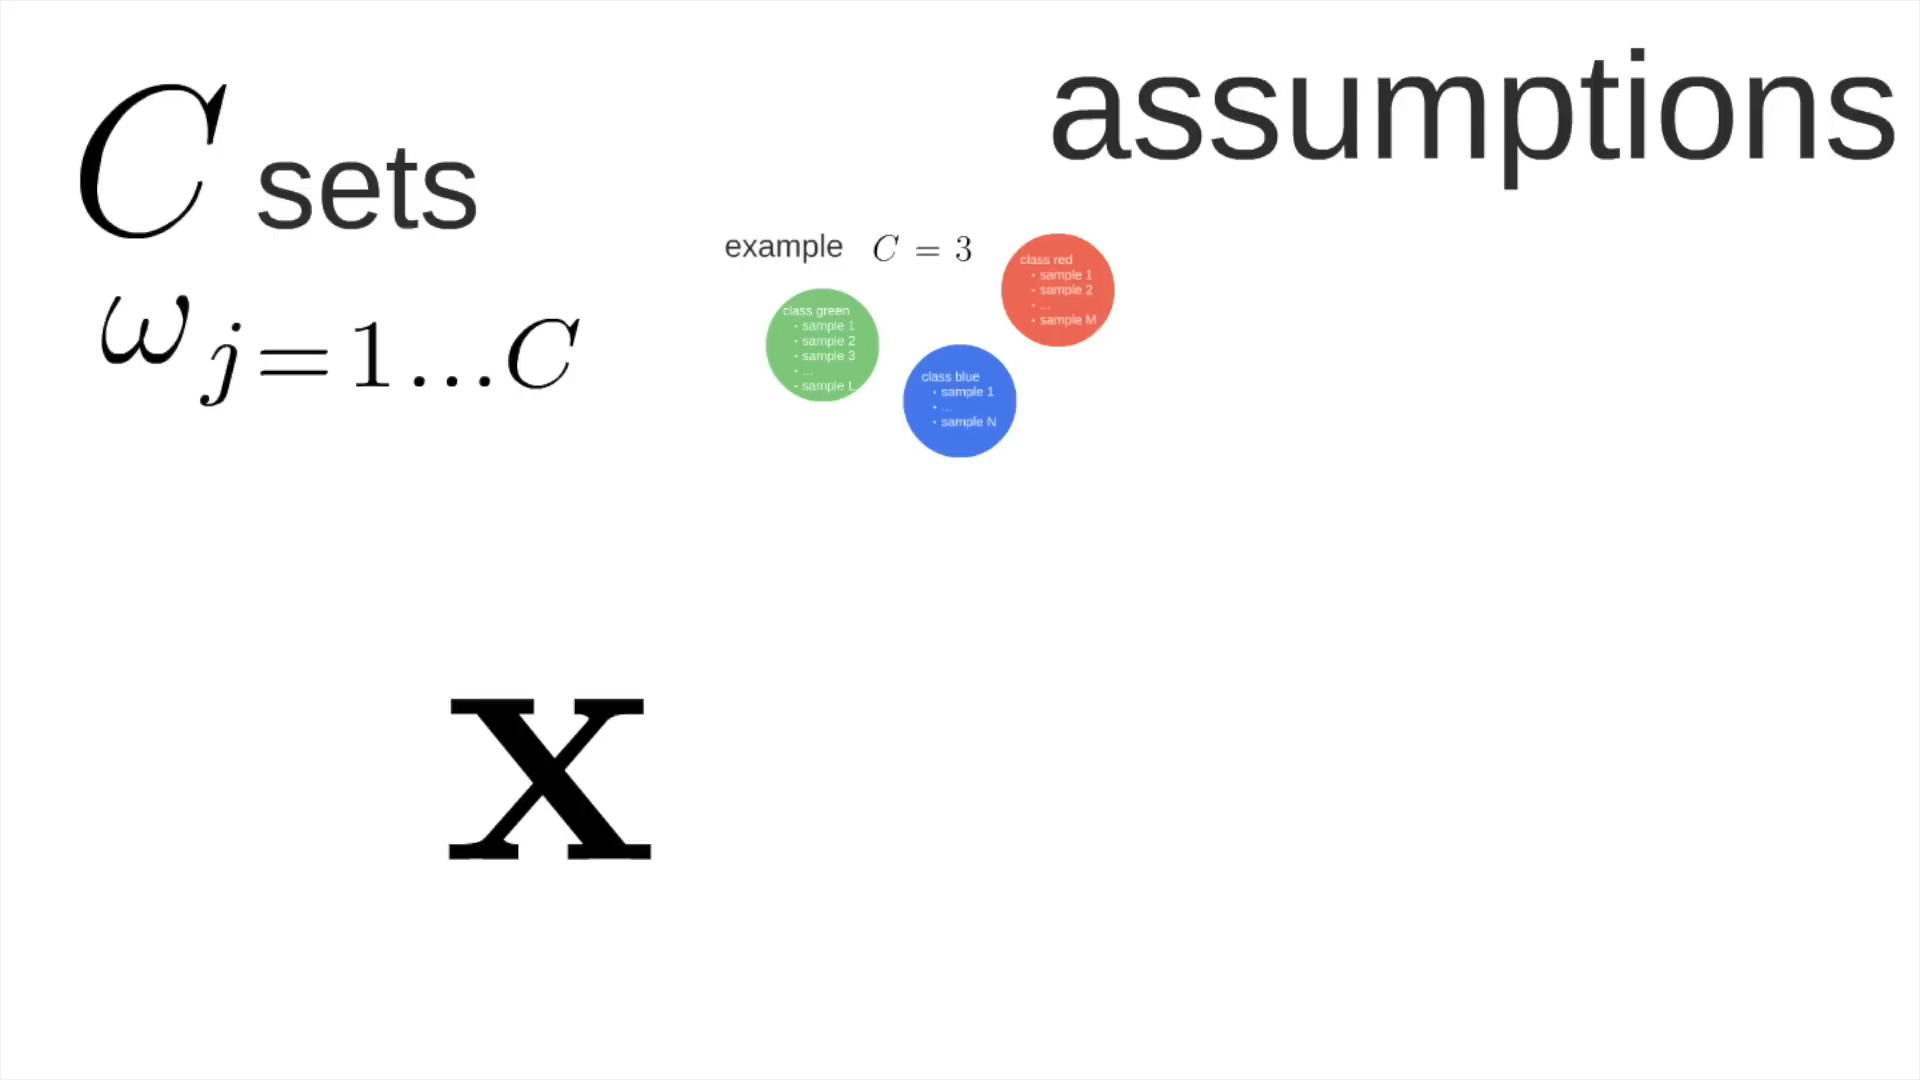 assumptions
C sets
ω j=1...C
example C = 3
class green
• sample 1
• sample 2
• sample 3
• ...
• sample L
class red
• sample 1
• sample 2
• ...
• sample M
class blue
• sample 1
• ...
• sample N
x